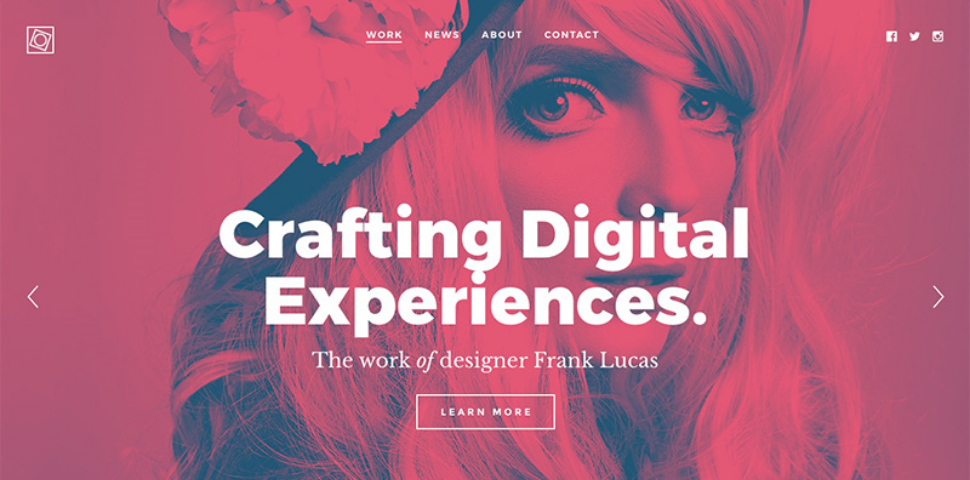 WORK NEWS ABOUT CONTACT
Crafting Digital
Experiences.
The work of designer Frank Lucas
LEARN MORE